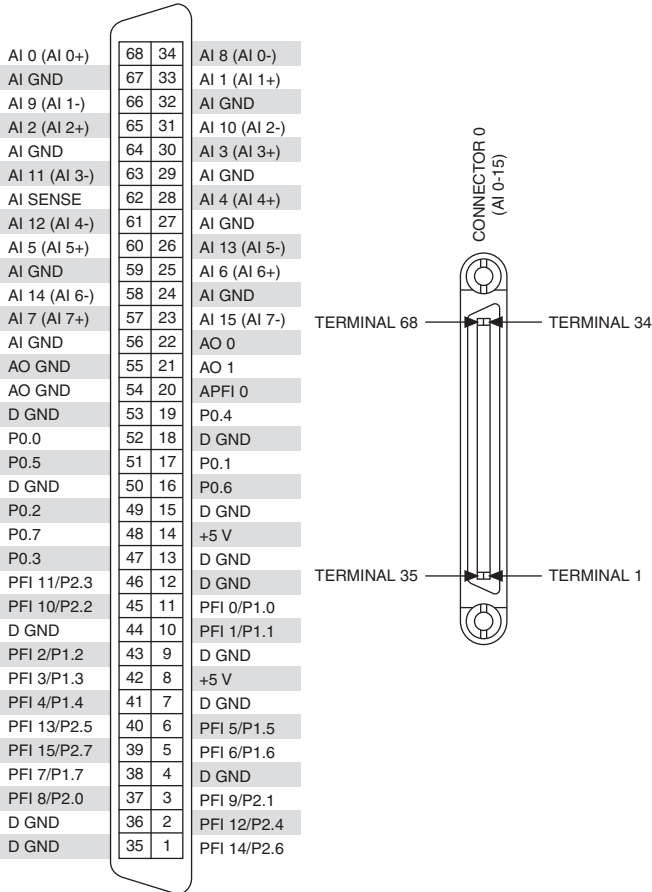 AI 0 (AI 0+) 68 34 AI 8 (AI 0-)
AI GND 67 33 AI 1 (AI 1+)
AI 9 (AI 1-) 66 32 AI GND
AI 2 (AI 2+) 65 31 AI 10 (AI 2-)
AI GND 64 30 AI 3 (AI 3+)
AI 11 (AI 3-) 63 29 AI GND
AI SENSE 62 28 AI 4 (AI 4+)
AI 12 (AI 4-) 61 27 AI GND
AI 5 (AI 5+) 60 26 AI 13 (AI 5-)
AI GND 59 25 AI 6 (AI 6+)
AI 14 (AI 6-) 58 24 AI GND
AI 7 (AI 7+) 57 23 AI 15 (AI 7-)
AI GND 56 22 AO 0
AO GND 55 21 AO 1
AO GND 54 20 APFI 0
D GND 53 19 P0.4
P0.0 52 18 D GND
P0.5 51 17 P0.1
D GND 50 16 P0.6
P0.2 49 15 D GND
P0.7 48 14 +5 V
P0.3 47 13 D GND
PFI 11/P2.3 46 12 D GND
PFI 10/P2.2 45 11 PFI 0/P1.0
D GND 44 10 PFI 1/P1.1
PFI 2/P1.2 43 9 D GND
PFI 3/P1.3 42 8 +5 V
PFI 4/P1.4 41 7 D GND
PFI 13/P2.5 40 6 PFI 5/P1.5
PFI 15/P2.7 39 5 PFI 6/P1.6
PFI 7/P1.7 38 4 D GND
PFI 8/P2.0 37 3 PFI 9/P2.1
D GND 36 2 PFI 12/P2.4
D GND 35 1 PFI 14/P2.6
CONNECTOR 0
(AI 0-15)
TERMINAL 68 TERMINAL 34
TERMINAL 35 TERMINAL 1